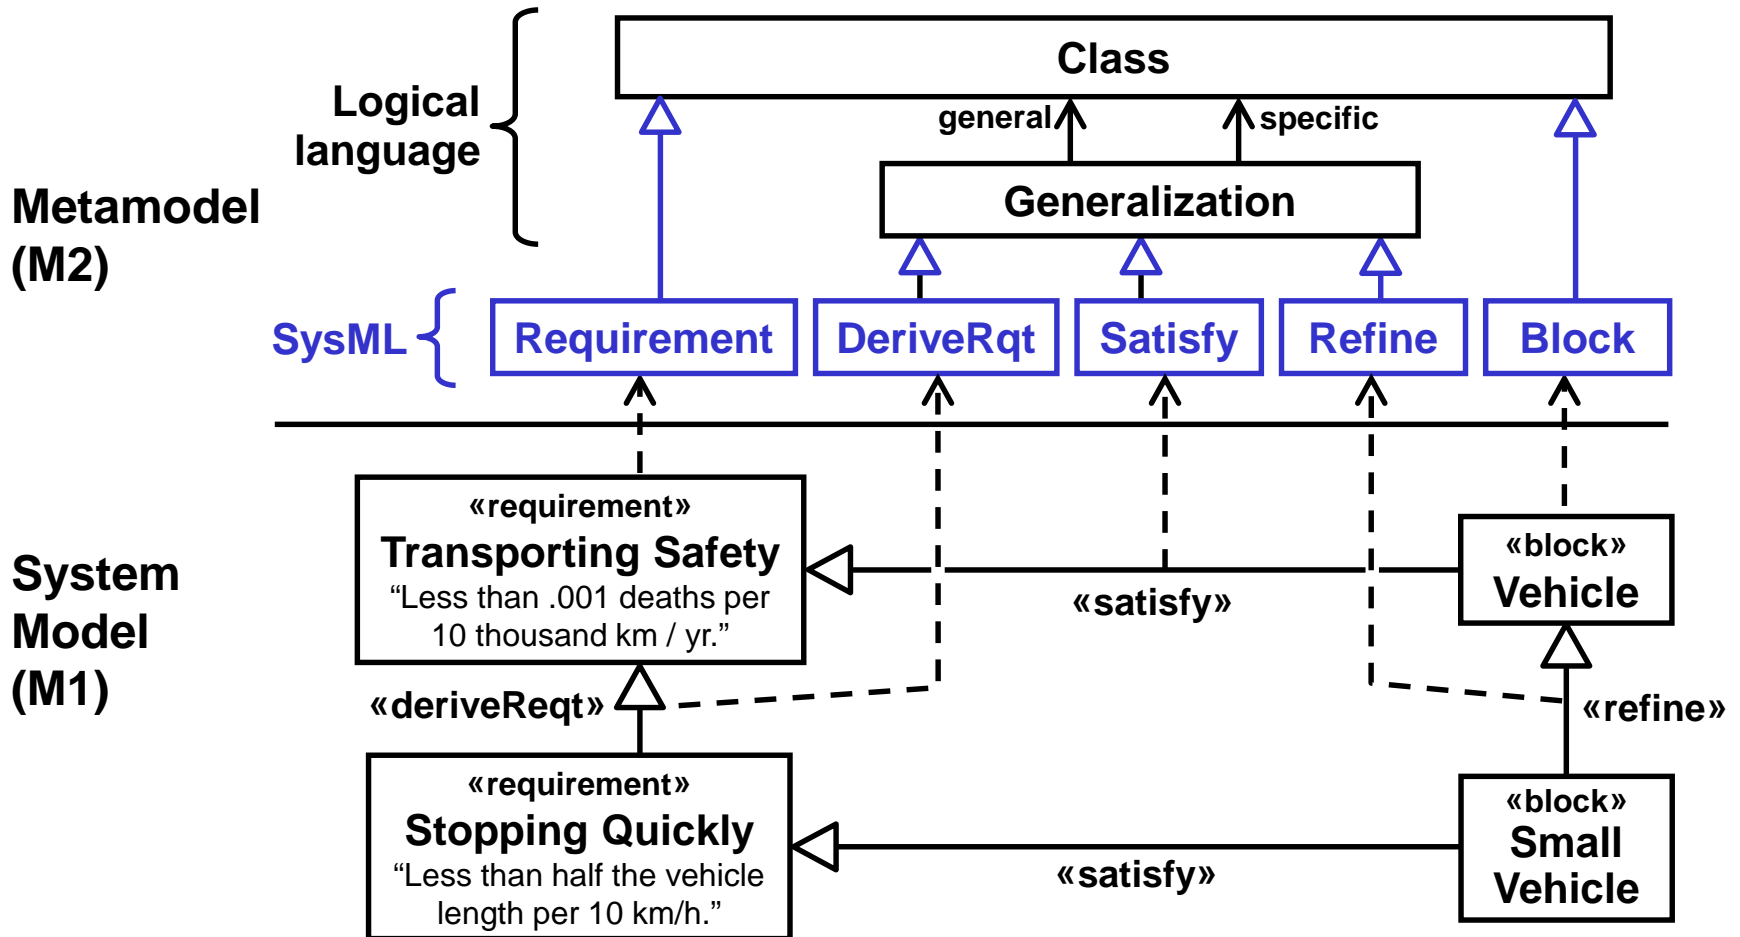 Class
Logical
language
general
specific
Generalization
Metamodel
(M2)
SysML
Requirement
DeriveRqt
Satisfy
Refine
Block
System
Model
(M1)
«requirement»
Transporting Safety
“Less than .001 deaths per
10 thousand km / yr.”
«satisfy»
«block»
Vehicle
«deriveReqt»
«refine»
«requirement»
Stopping Quickly
“Less than half the vehicle
length per 10 km/h.”
«satisfy»
«block»
Small
Vehicle